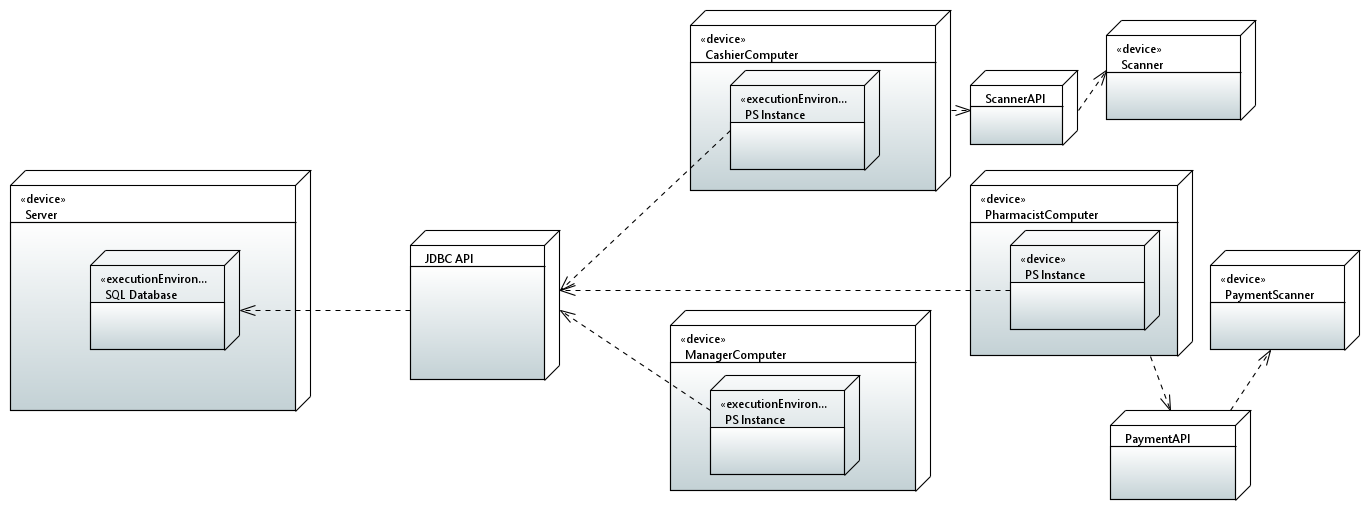 «device»
CashierComputer
«executionEnviron...
PS Instance
ScannerAPI
«device»
Scanner
«device»
Server
«executionEnviron...
SQL Database
JDBC API
«device»
PharmacistComputer
«device»
PS Instance
«device»
PaymentScanner
«device»
ManagerComputer
«executionEnviron...
PS Instance
PaymentAPI